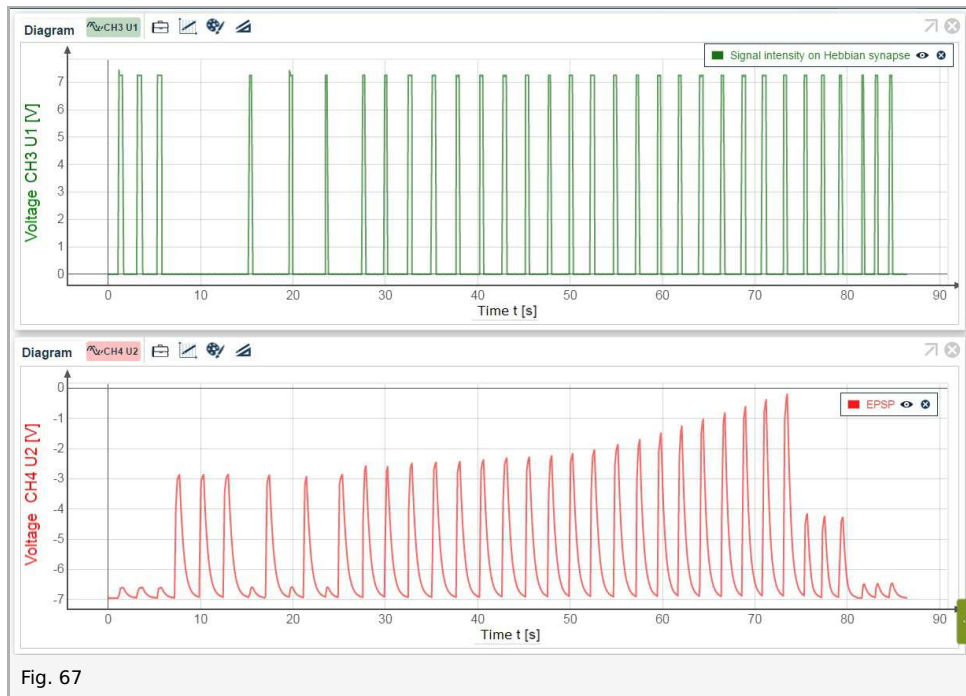 Diagram CH3 U1
Signal intensity on Hebbian synapse
Voltage CH3 U1 [V]
7
6
5
4
3
2
1
0
0 10 20 30 40 50 60 70 80 90
Time t [s]
Diagram CH4 U2
EPSP
Voltage CH4 U2 [V]
0
-1
-2
-3
-4
-5
-6
-7
0 10 20 30 40 50 60 70 80 90
Time t [s]
Fig. 67